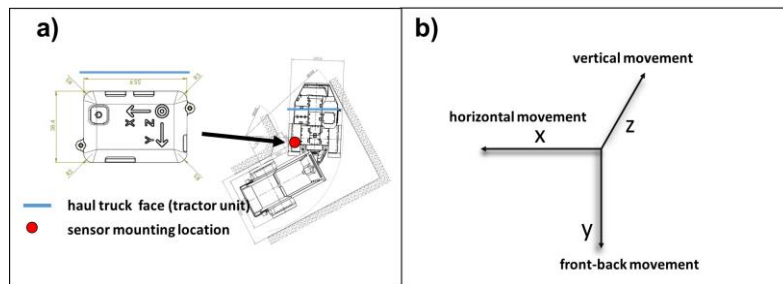 a)
X
Z
Y
haul truck face (tractor unit)
sensor mounting location
b)
vertical movement
horizontal movement
x
z
y
front-back movement